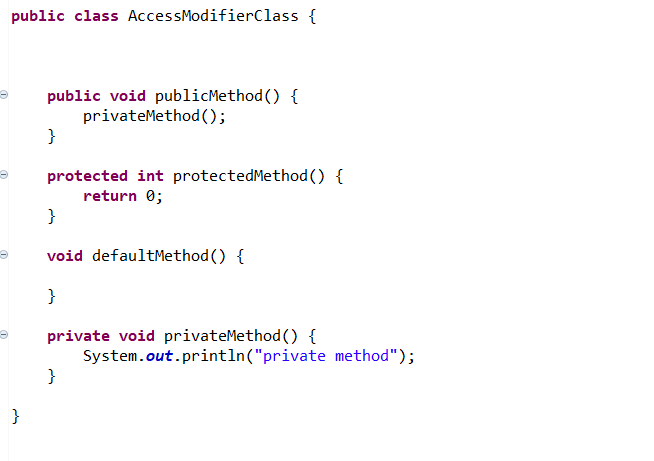 public class AccessModifierClass {
    public void publicMethod() {
        privateMethod();
    }
    protected int protectedMethod() {
        return 0;
    }
    void defaultMethod() {
    }
    private void privateMethod() {
        System.out.println("private method");
    }
}